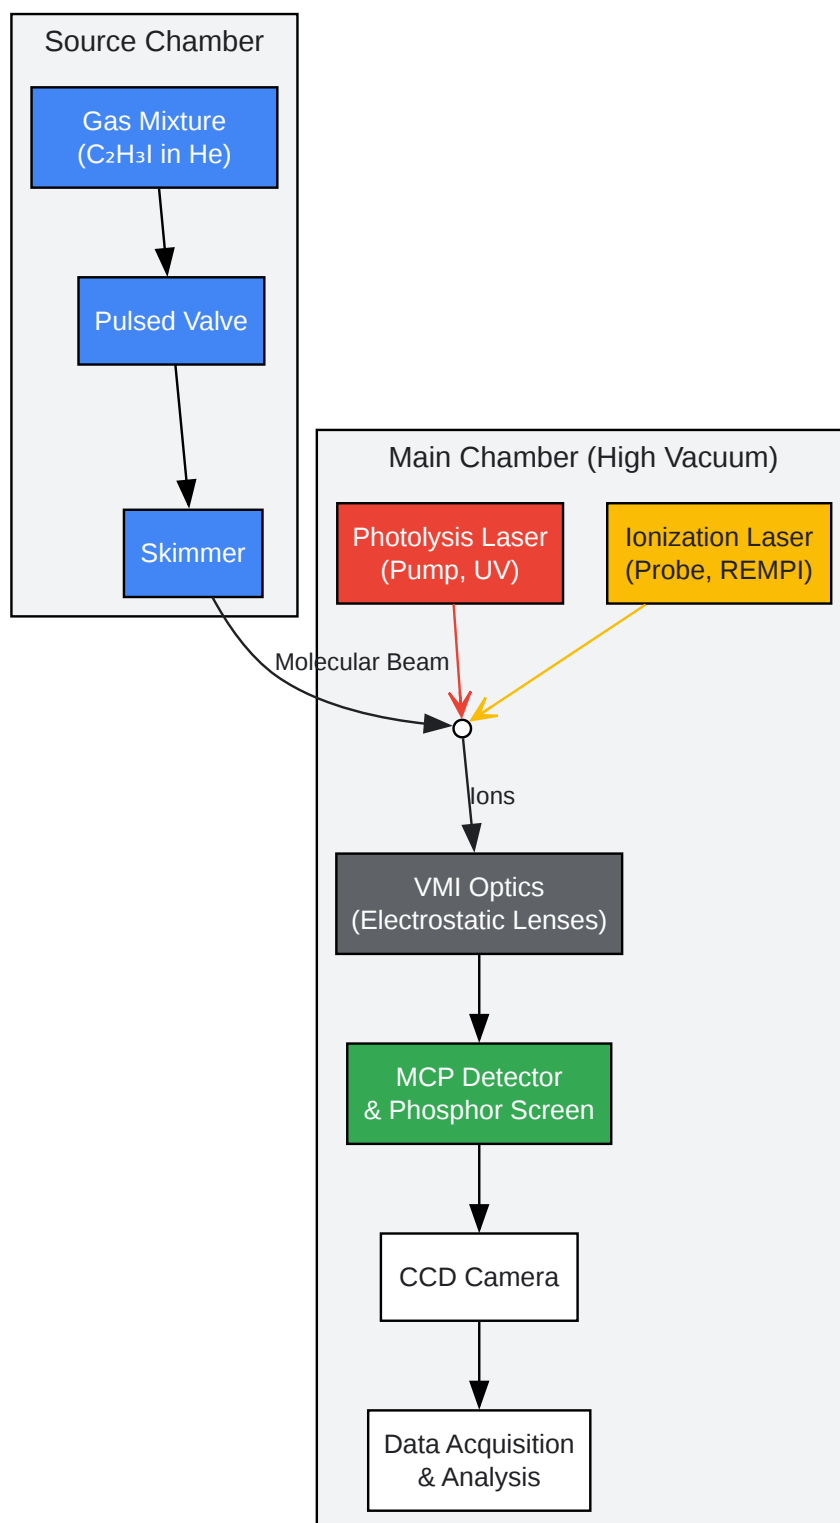 Source Chamber
Gas Mixture
(C₂H₃I in He)
Pulsed Valve
Skimmer
Main Chamber (High Vacuum)
Photolysis Laser
(Pump, UV)
Ionization Laser
(Probe, REMPI)
Molecular Beam
Ions
VMI Optics
(Electrostatic Lenses)
MCP Detector
& Phosphor Screen
CCD Camera
Data Acquisition
& Analysis